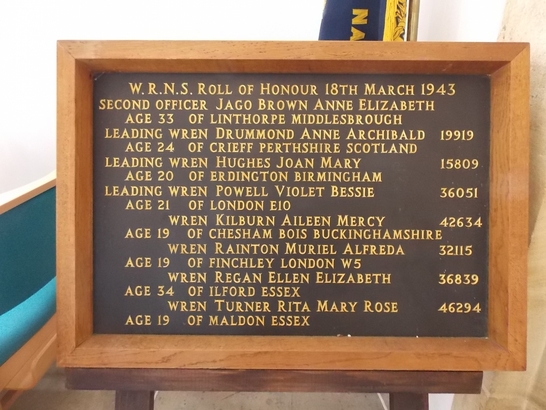 NA
W.R.N.S. ROLL OF HONOUR 18TH MARCH 1943
SECOND OFFICER JAGO BROWN ANNE ELIZABETH
AGE 33 OF LINTHORPE MIDDLESBROUGH
LEADING WREN DRUMMOND ANNE ARCHIBALD 19919
AGE 24 OF CRIEFF PERTHSHIRE SCOTLAND
LEADING WREN HUGHES JOAN MARY 15809
AGE 20 OF ERDINGTON BIRMINGHAM
LEADING WREN POWELL VIOLET BESSIE 36051
AGE 21 OF LONDON E10
WREN KILBURN AILEEN MERCY 42634
AGE 19 OF CHESHAM BOIS BUCKINGHAMSHIRE
WREN RAINTON MURIEL ALFREDA 32115
AGE 19 OF FINCHLEY LONDON W5
WREN REGAN ELLEN ELIZABETH 36839
AGE 34 OF ILFORD ESSEX
WREN TURNER RITA MARY ROSE 46294
AGE 19 OF MALDON ESSEX